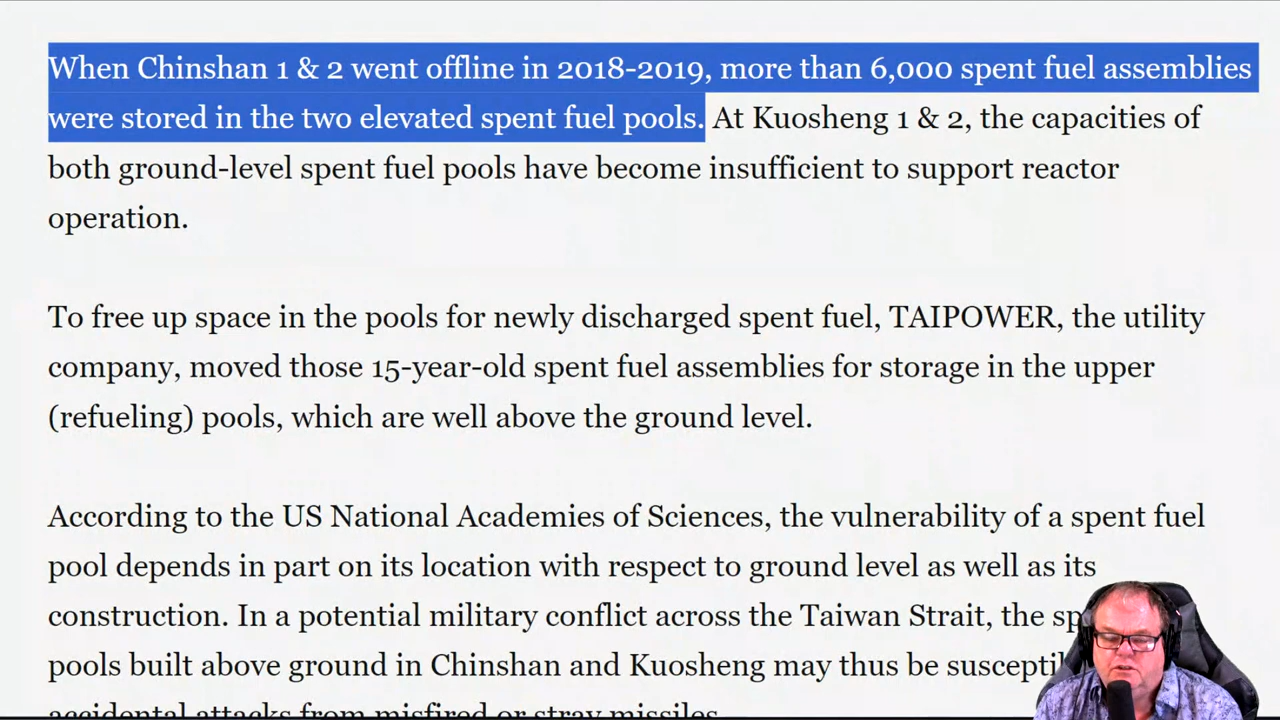 When Chinshan 1 & 2 went offline in 2018-2019, more than 6,000 spent fuel assemblies
were stored in the two elevated spent fuel pools. At Kuosheng 1 & 2, the capacities of
both ground-level spent fuel pools have become insufficient to support reactor
operation.
To free up space in the pools for newly discharged spent fuel, TAIPOWER, the utility
company, moved those 15-year-old spent fuel assemblies for storage in the upper
(refueling) pools, which are well above the ground level.
According to the US National Academies of Sciences, the vulnerability of a spent fuel
pool depends in part on its location with respect to ground level as well as its
construction. In a potential military conflict across the Taiwan Strait, the
pools built above ground in Chinshan and Kuosheng may thus be
accidental attacks from misfired or stray missiles.